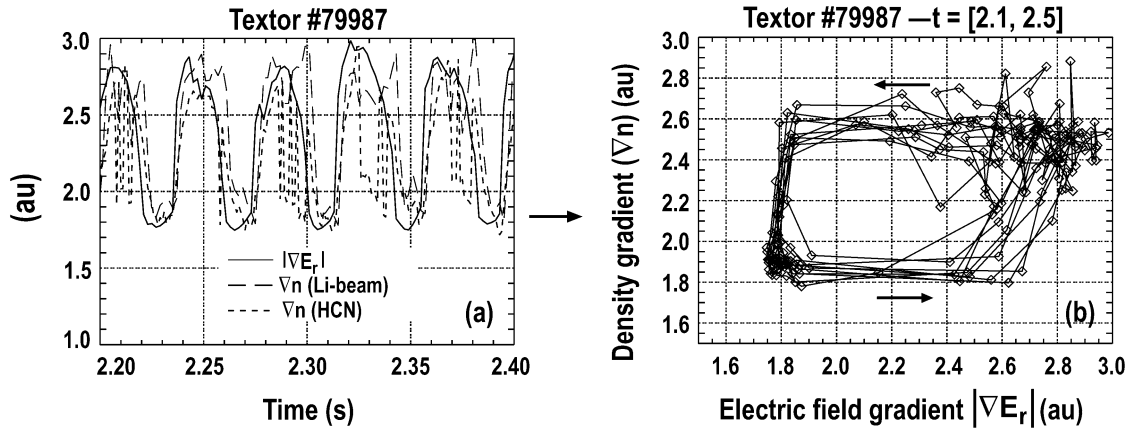 Textor #79987
3.0
2.5
2.0
1.5
1.0
(au)
|∇Er|
∇n (Li-beam)
∇n (HCN)
(a)
2.20 2.25 2.30 2.35 2.40
Time (s)
Textor #79987 —t = [2.1, 2.5]
3.0
2.8
2.6
2.4
2.2
2.0
1.8
1.6
Density gradient (∇n) (au)
(b)
1.6 1.8 2.0 2.2 2.4 2.6 2.8 3.0
Electric field gradient |∇Er| (au)